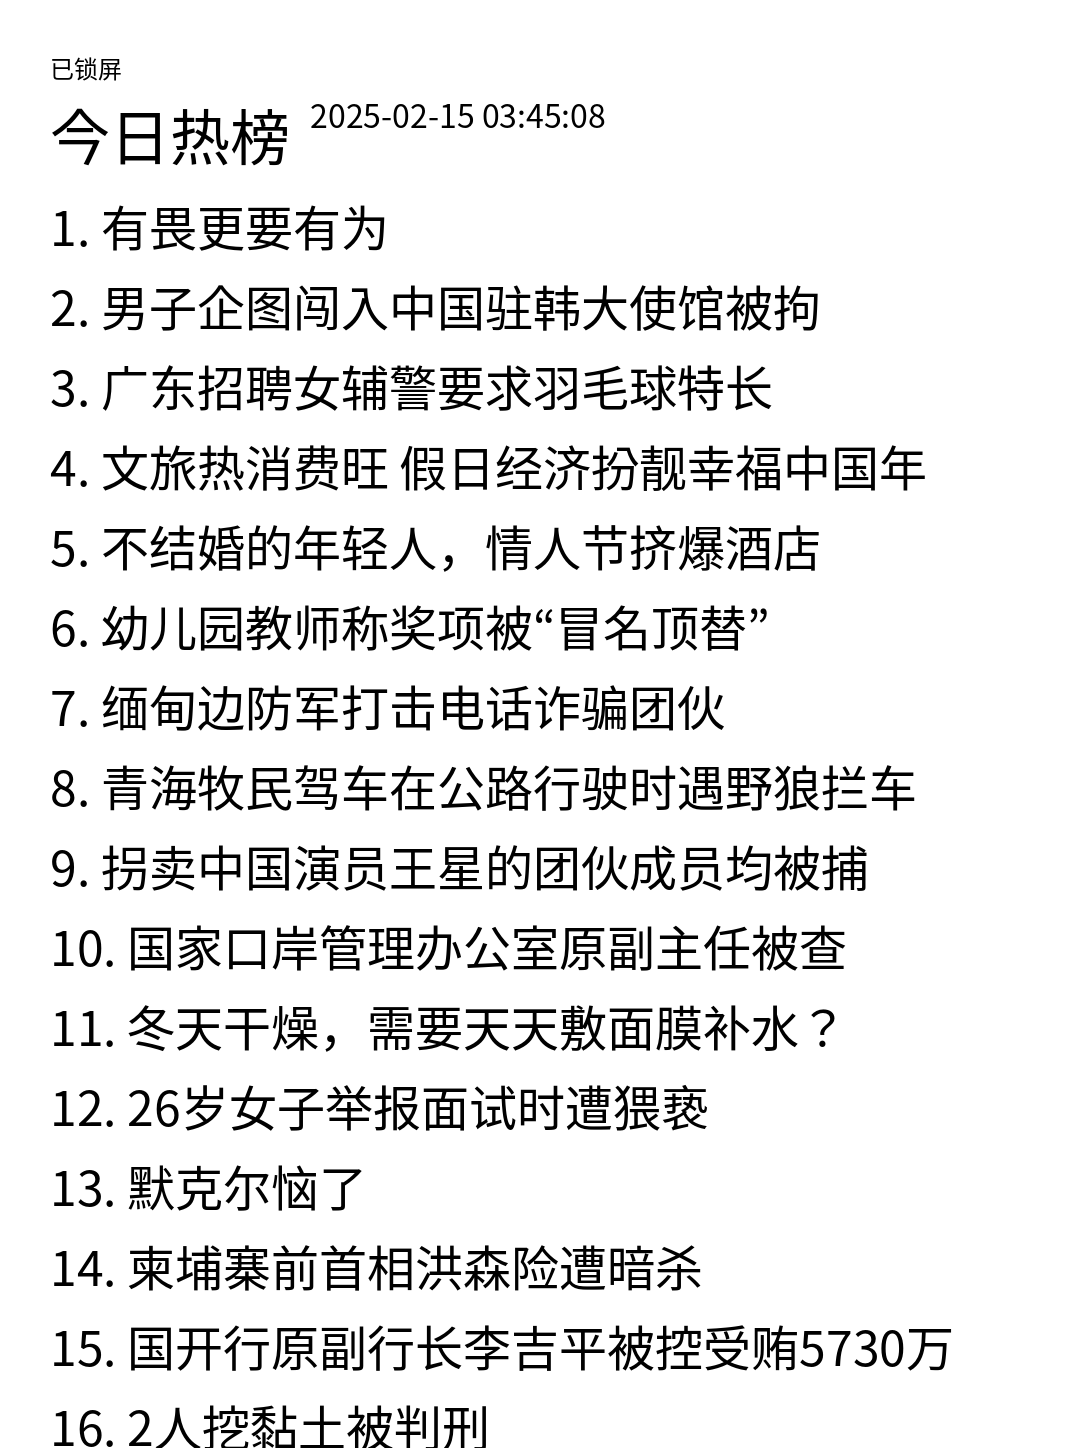 已锁屏
今日热榜 2025-02-15 03:45:08
1. 有畏更要有为
2. 男子企图闯入中国驻韩大使馆被拘
3. 广东招聘女辅警要求羽毛球特长
4. 文旅热消费旺 假日经济扮靓幸福中国年
5. 不结婚的年轻人，情人节挤爆酒店
6. 幼儿园教师称奖项被“冒名顶替”
7. 缅甸边防军打击电话诈骗团伙
8. 青海牧民驾车在公路行驶时遇野狼拦车
9. 拐卖中国演员王星的团伙成员均被捕
10. 国家口岸管理办公室原副主任被查
11. 冬天干燥，需要天天敷面膜补水？
12. 26岁女子举报面试时遭猥亵
13. 默克尔恼了
14. 柬埔寨前首相洪森险遭暗杀
15. 国开行原副行长李吉平被控受贿5730万
16. 2人挖黏土被判刑